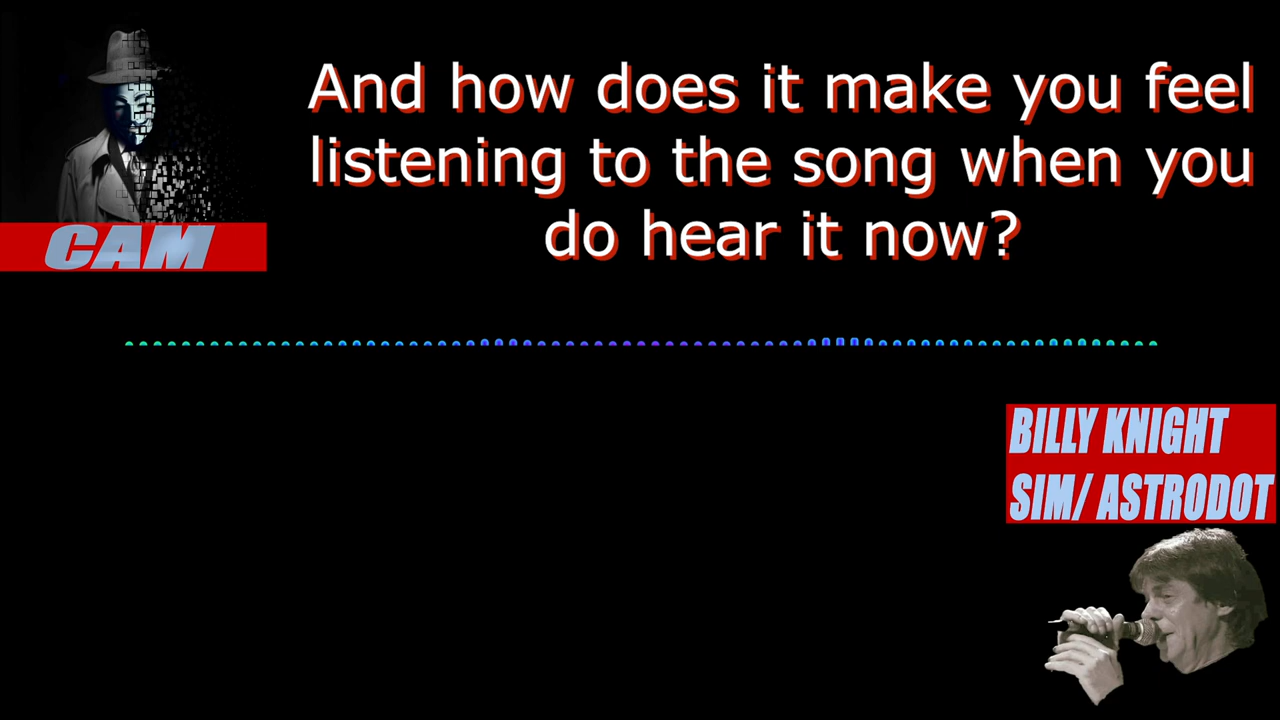 And how does it make you feel
listening to the song when you
do hear it now?
CAM
BILLY KNIGHT
SIM/ ASTRODOT